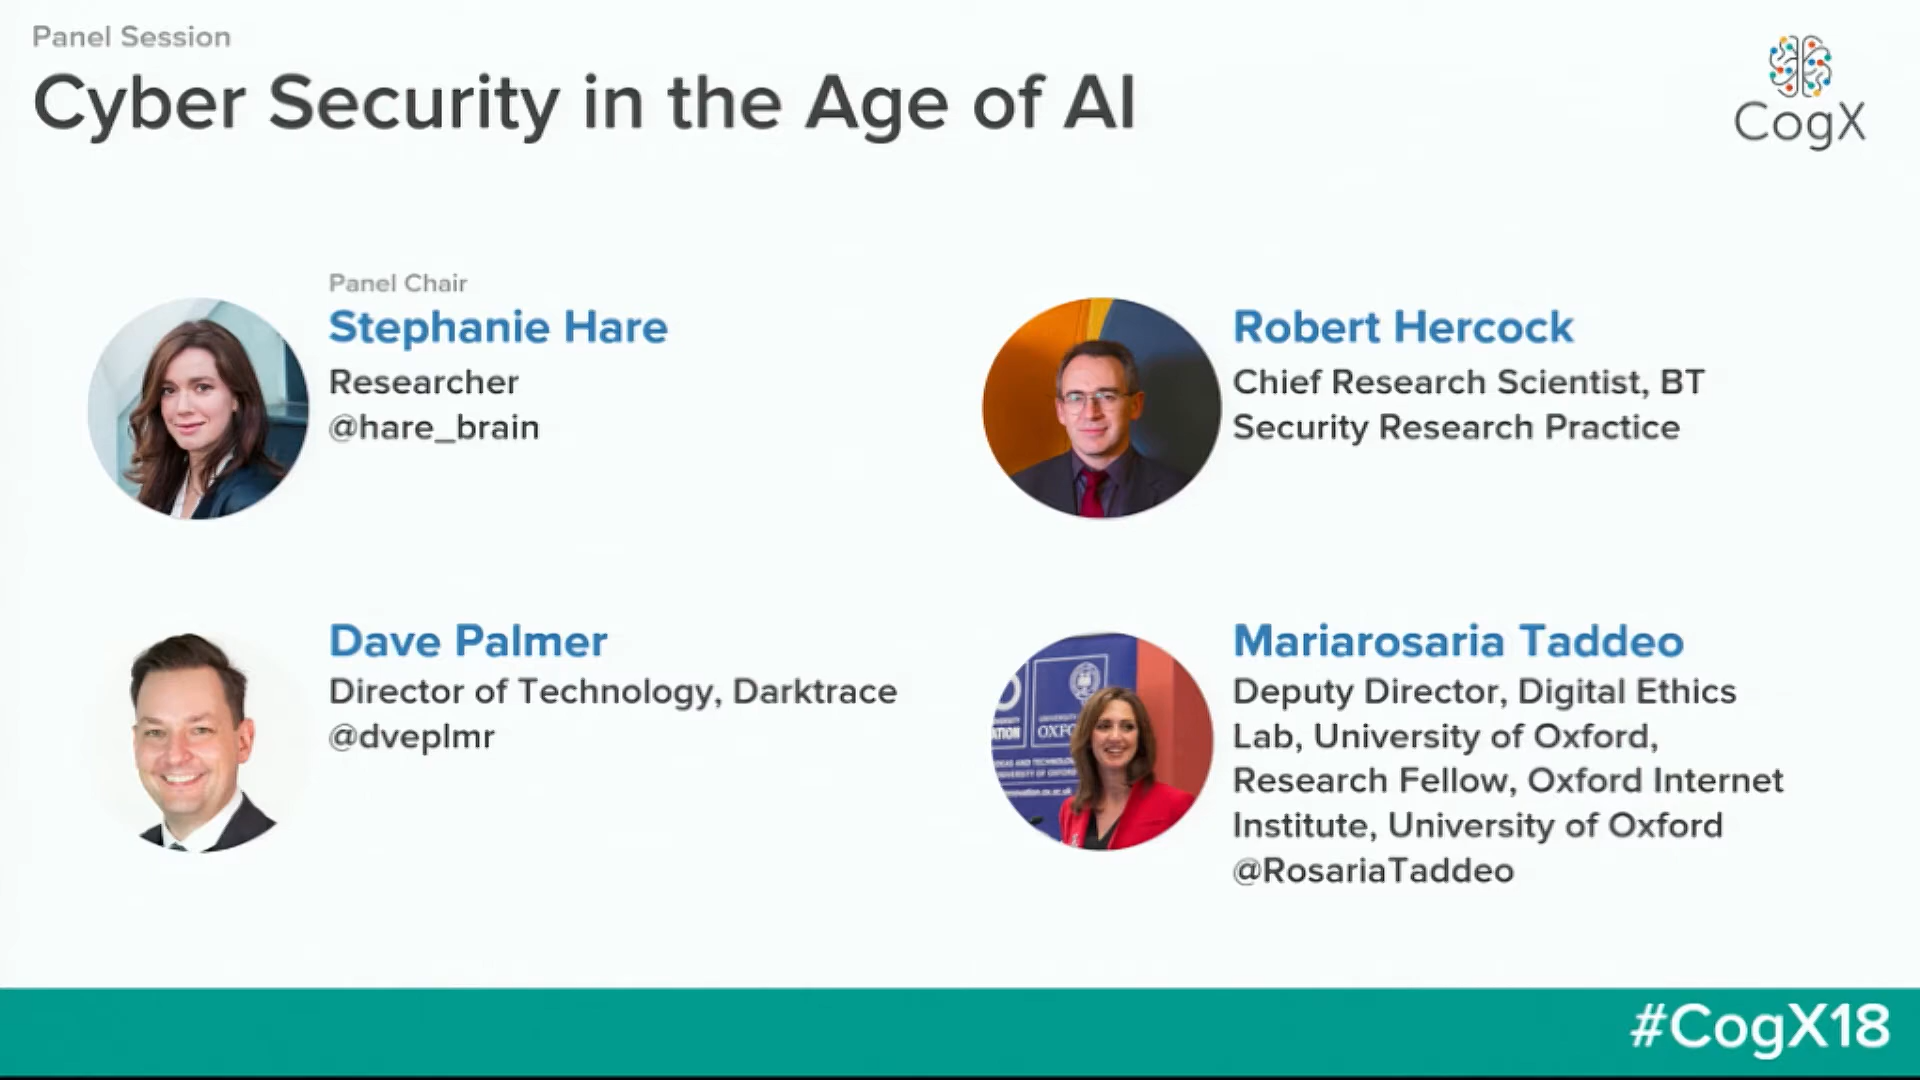 Panel Session
Cyber Security in the Age of AI
CogX
Panel Chair
Stephanie Hare
Researcher
@hare_brain
Robert Hercock
Chief Research Scientist, BT
Security Research Practice
Dave Palmer
Director of Technology, Darktrace
@dveplmr
Mariarosaria Taddeo
Deputy Director, Digital Ethics
Lab, University of Oxford,
Research Fellow, Oxford Internet
Institute, University of Oxford
@RosariaTaddeo
#CogX18